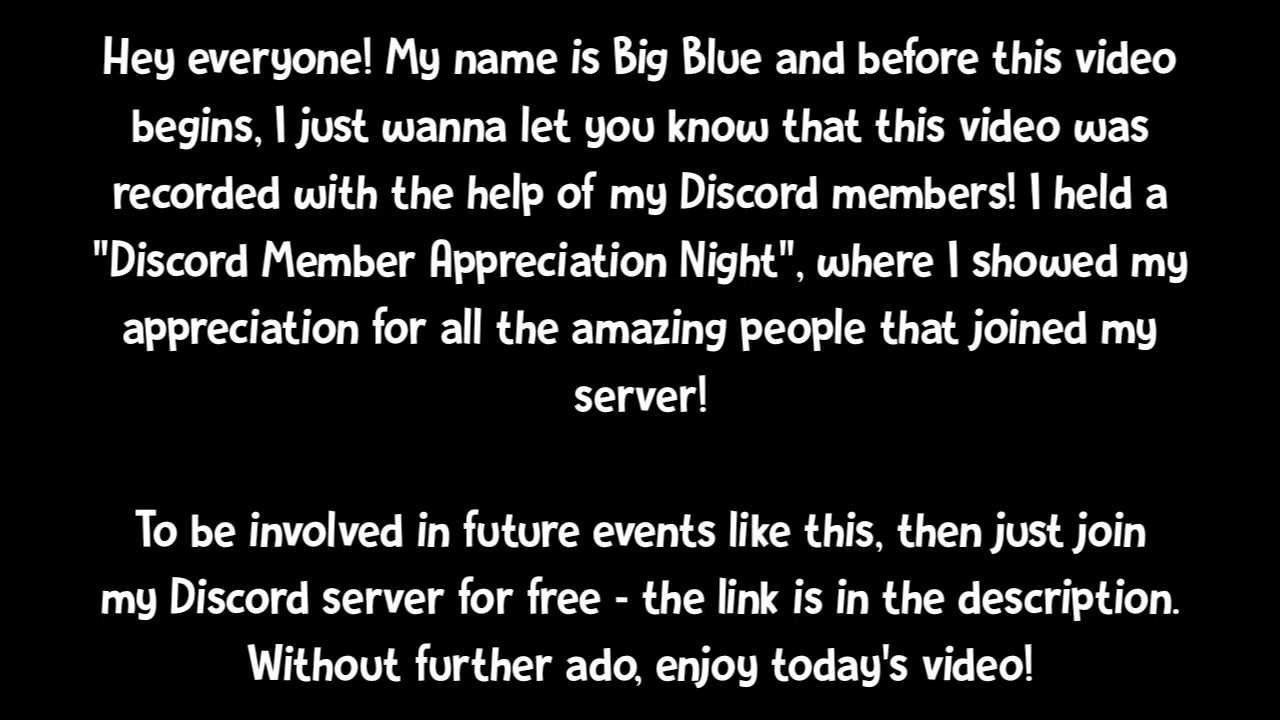 Hey everyone! My name is Big Blue and before this video
begins, I just wanna let you know that this video was
recorded with the help of my Discord members! I held a
"Discord Member Appreciation Night", where I showed my
appreciation for all the amazing people that joined my
server!
To be involved in future events like this, then just join
my Discord server for free - the link is in the description.
Without further ado, enjoy today's video!